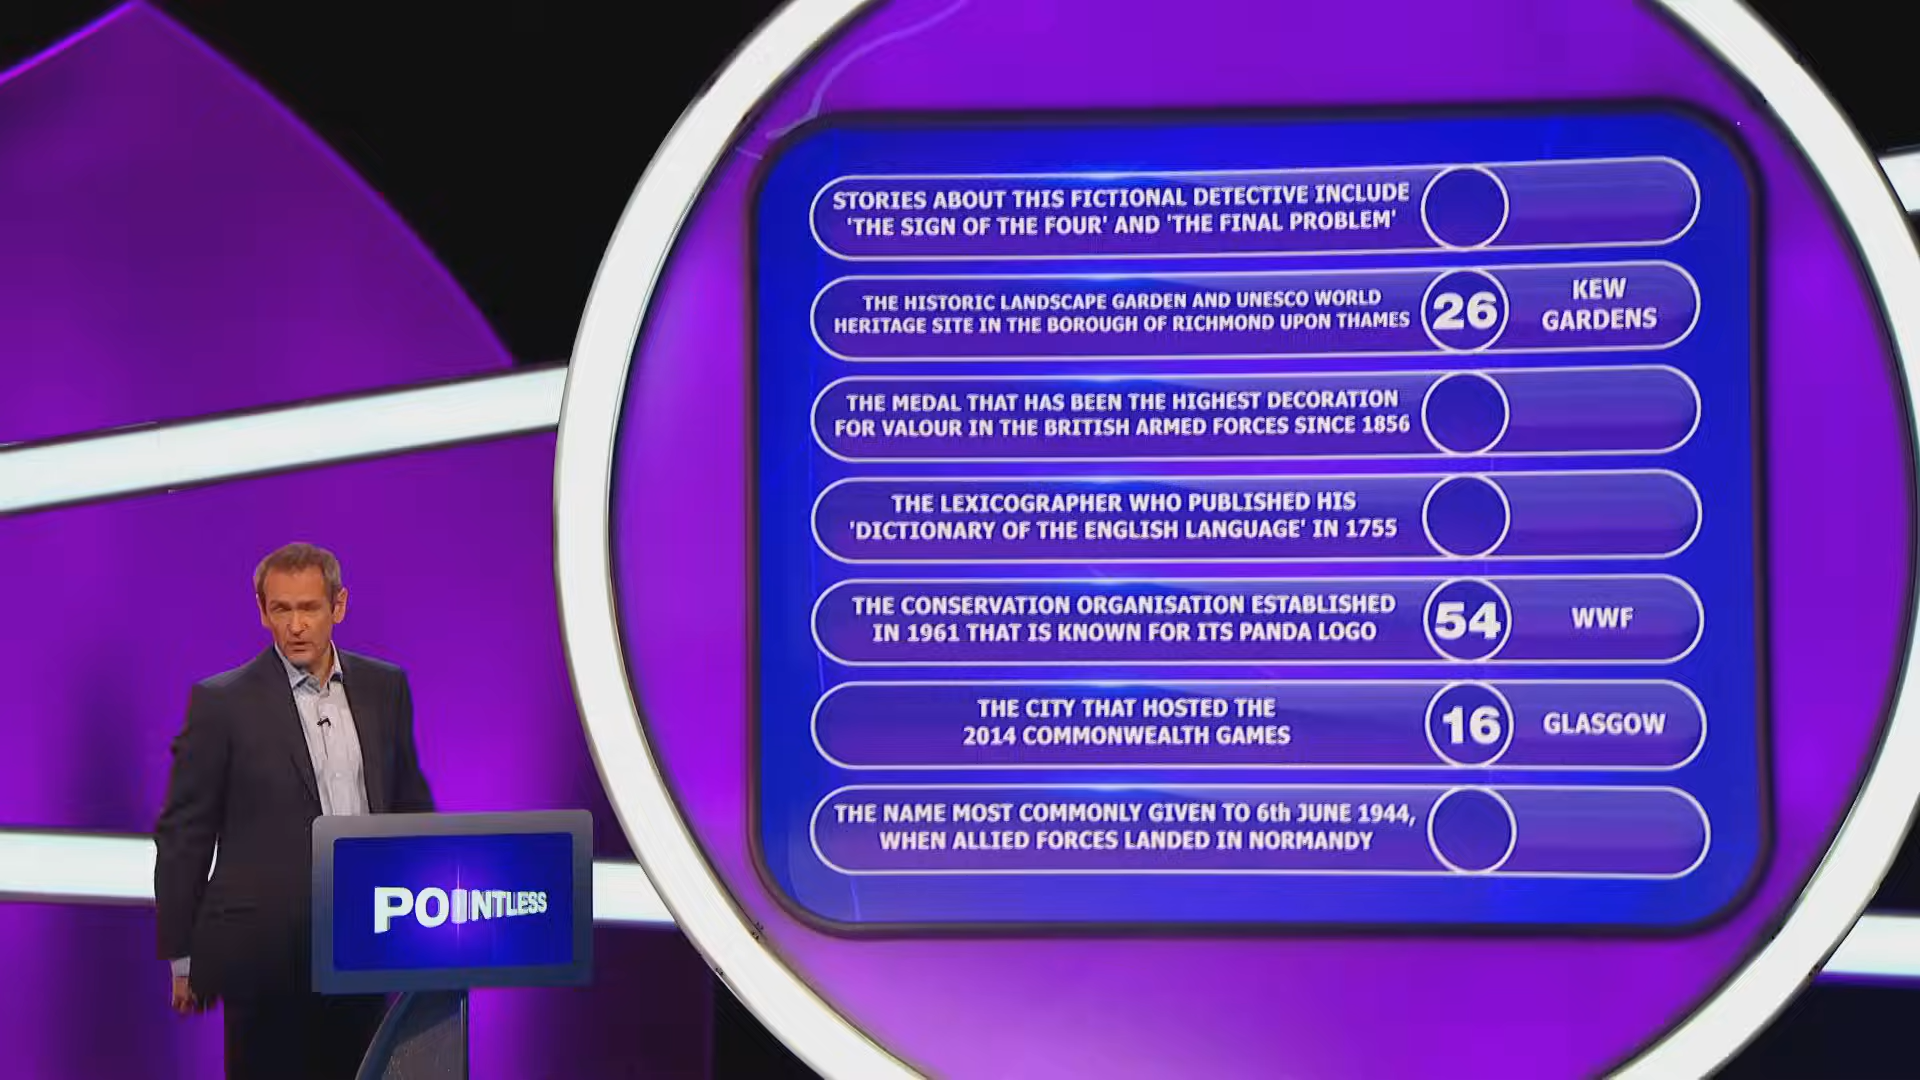 STORIES ABOUT THIS FICTIONAL DETECTIVE INCLUDE
'THE SIGN OF THE FOUR' AND 'THE FINAL PROBLEM'
THE HISTORIC LANDSCAPE GARDEN AND UNESCO WORLD
HERITAGE SITE IN THE BOROUGH OF RICHMOND UPON THAMES
26
KEW
GARDENS
THE MEDAL THAT HAS BEEN THE HIGHEST DECORATION
FOR VALOUR IN THE BRITISH ARMED FORCES SINCE 1856
THE LEXICOGRAPHER WHO PUBLISHED HIS
'DICTIONARY OF THE ENGLISH LANGUAGE' IN 1755
THE CONSERVATION ORGANISATION ESTABLISHED
IN 1961 THAT IS KNOWN FOR ITS PANDA LOGO
54
WWF
THE CITY THAT HOSTED THE
2014 COMMONWEALTH GAMES
16
GLASGOW
THE NAME MOST COMMONLY GIVEN TO 6th JUNE 1944,
WHEN ALLIED FORCES LANDED IN NORMANDY
POINTLESS